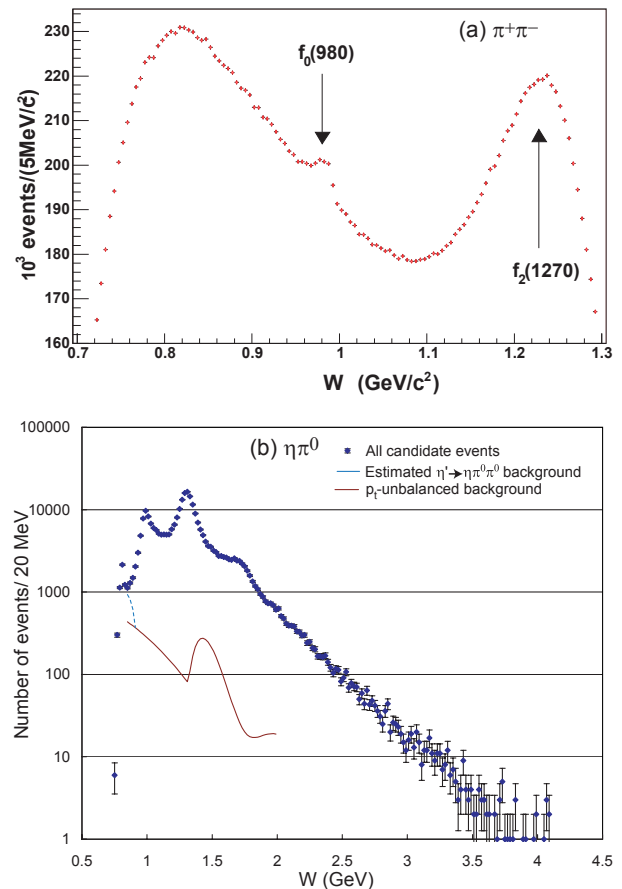 (a) π+π−
f₀(980)
f₂(1270)
10³ events/(5MeV/c)
230
220
210
200
190
180
170
160
0.7 0.8 0.9 1 1.1 1.2 1.3
W (GeV/c²)
(b) ηπ⁰
All candidate events
Estimated η'→ηπ⁰π⁰ background
pₜ-unbalanced background
Number of events/ 20 MeV
100000
10000
1000
100
10
1
0.5 1 1.5 2 2.5 3 3.5 4 4.5
W (GeV)